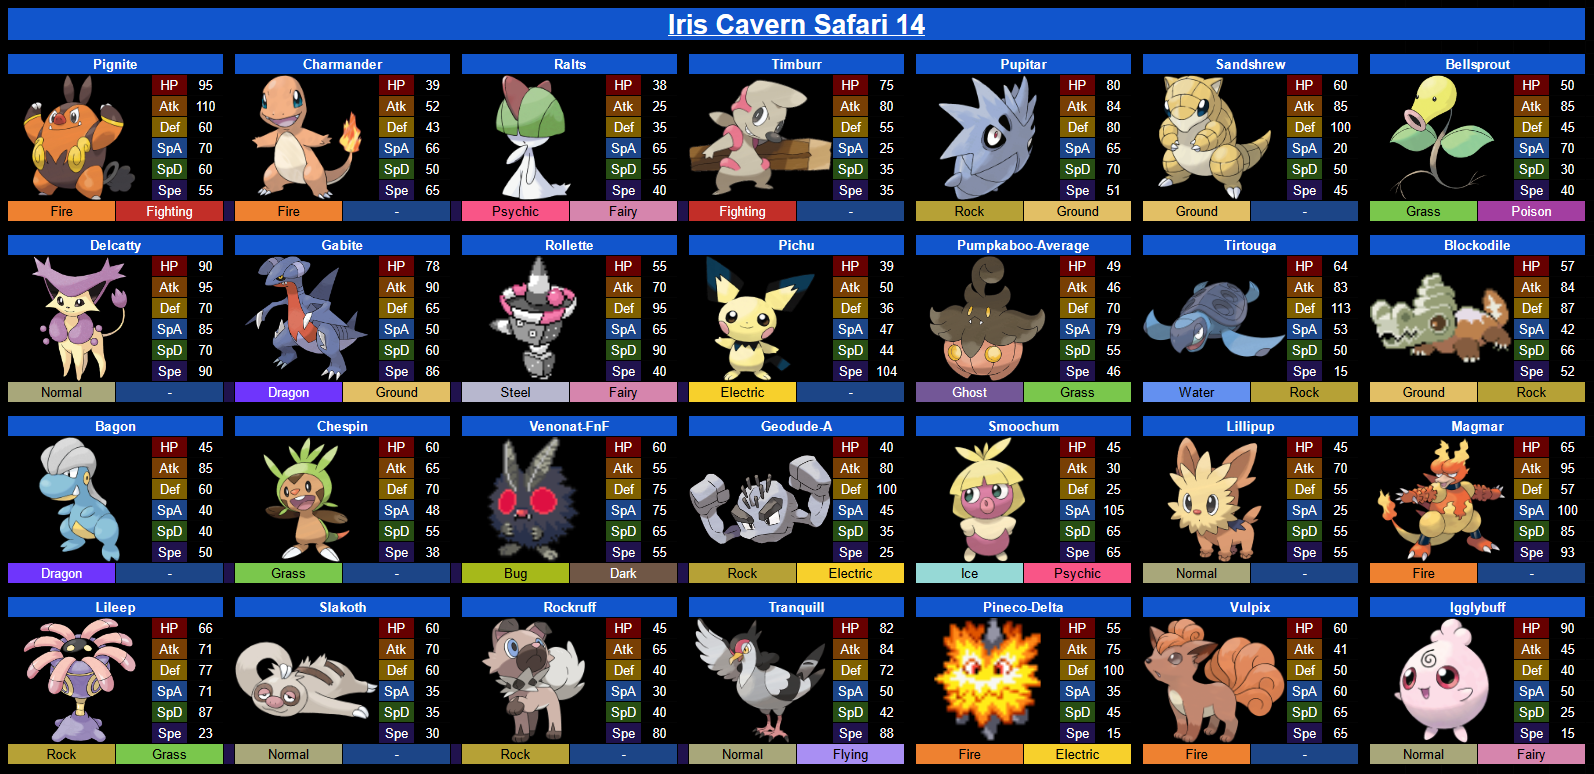 Iris Cavern Safari 14
Pignite Charmander Ralts Timburr Pupitar Sandshrew Bellsprout
HP 95 HP 39 HP 38 HP 75 HP 80 HP 60 HP 50
Atk 110 Atk 52 Atk 25 Atk 80 Atk 84 Atk 85 Atk 85
Def 60 Def 43 Def 35 Def 55 Def 80 Def 100 Def 45
SpA 70 SpA 66 SpA 65 SpA 25 SpA 65 SpA 20 SpA 70
SpD 60 SpD 50 SpD 55 SpD 35 SpD 70 SpD 50 SpD 30
Spe 55 Spe 65 Spe 40 Spe 35 Spe 51 Spe 45 Spe 40
Fire Fighting Fire - Psychic Fairy Fighting - Rock Ground Ground - Grass Poison
Delcatty Gabite Rollette Pichu Pumpkaboo-Average Tirtouga Blockodile
HP 90 HP 78 HP 55 HP 39 HP 49 HP 64 HP 57
Atk 95 Atk 90 Atk 70 Atk 50 Atk 46 Atk 83 Atk 84
Def 70 Def 65 Def 95 Def 36 Def 70 Def 113 Def 87
SpA 85 SpA 50 SpA 65 SpA 47 SpA 79 SpA 53 SpA 42
SpD 70 SpD 60 SpD 90 SpD 44 SpD 55 SpD 50 SpD 66
Spe 90 Spe 86 Spe 40 Spe 104 Spe 46 Spe 15 Spe 52
Normal - Dragon Ground Steel Fairy Electric - Ghost Grass Water Rock Ground Rock
Bagon Chespin Venonat-FnF Geodude-A Smoochum Lillipup Magmar
HP 45 HP 60 HP 60 HP 40 HP 45 HP 45 HP 65
Atk 85 Atk 65 Atk 55 Atk 80 Atk 30 Atk 70 Atk 95
Def 60 Def 70 Def 75 Def 100 Def 25 Def 55 Def 57
SpA 40 SpA 48 SpA 75 SpA 45 SpA 105 SpA 25 SpA 100
SpD 40 SpD 55 SpD 65 SpD 35 SpD 65 SpD 55 SpD 85
Spe 50 Spe 38 Spe 55 Spe 25 Spe 65 Spe 55 Spe 93
Dragon - Grass - Bug Dark Rock Electric Ice Psychic Normal - Fire -
Lileep Slakoth Rockruff Tranquill Pineco-Delta Vulpix Igglybuff
HP 66 HP 60 HP 45 HP 82 HP 55 HP 60 HP 90
Atk 71 Atk 70 Atk 65 Atk 84 Atk 75 Atk 41 Atk 45
Def 77 Def 60 Def 40 Def 72 Def 100 Def 50 Def 40
SpA 71 SpA 35 SpA 30 SpA 50 SpA 35 SpA 60 SpA 50
SpD 87 SpD 35 SpD 40 SpD 42 SpD 45 SpD 65 SpD 25
Spe 23 Spe 30 Spe 80 Spe 88 Spe 15 Spe 65 Spe 15
Rock Grass Normal - Rock - Normal Flying Fire Electric Fire - Normal Fairy